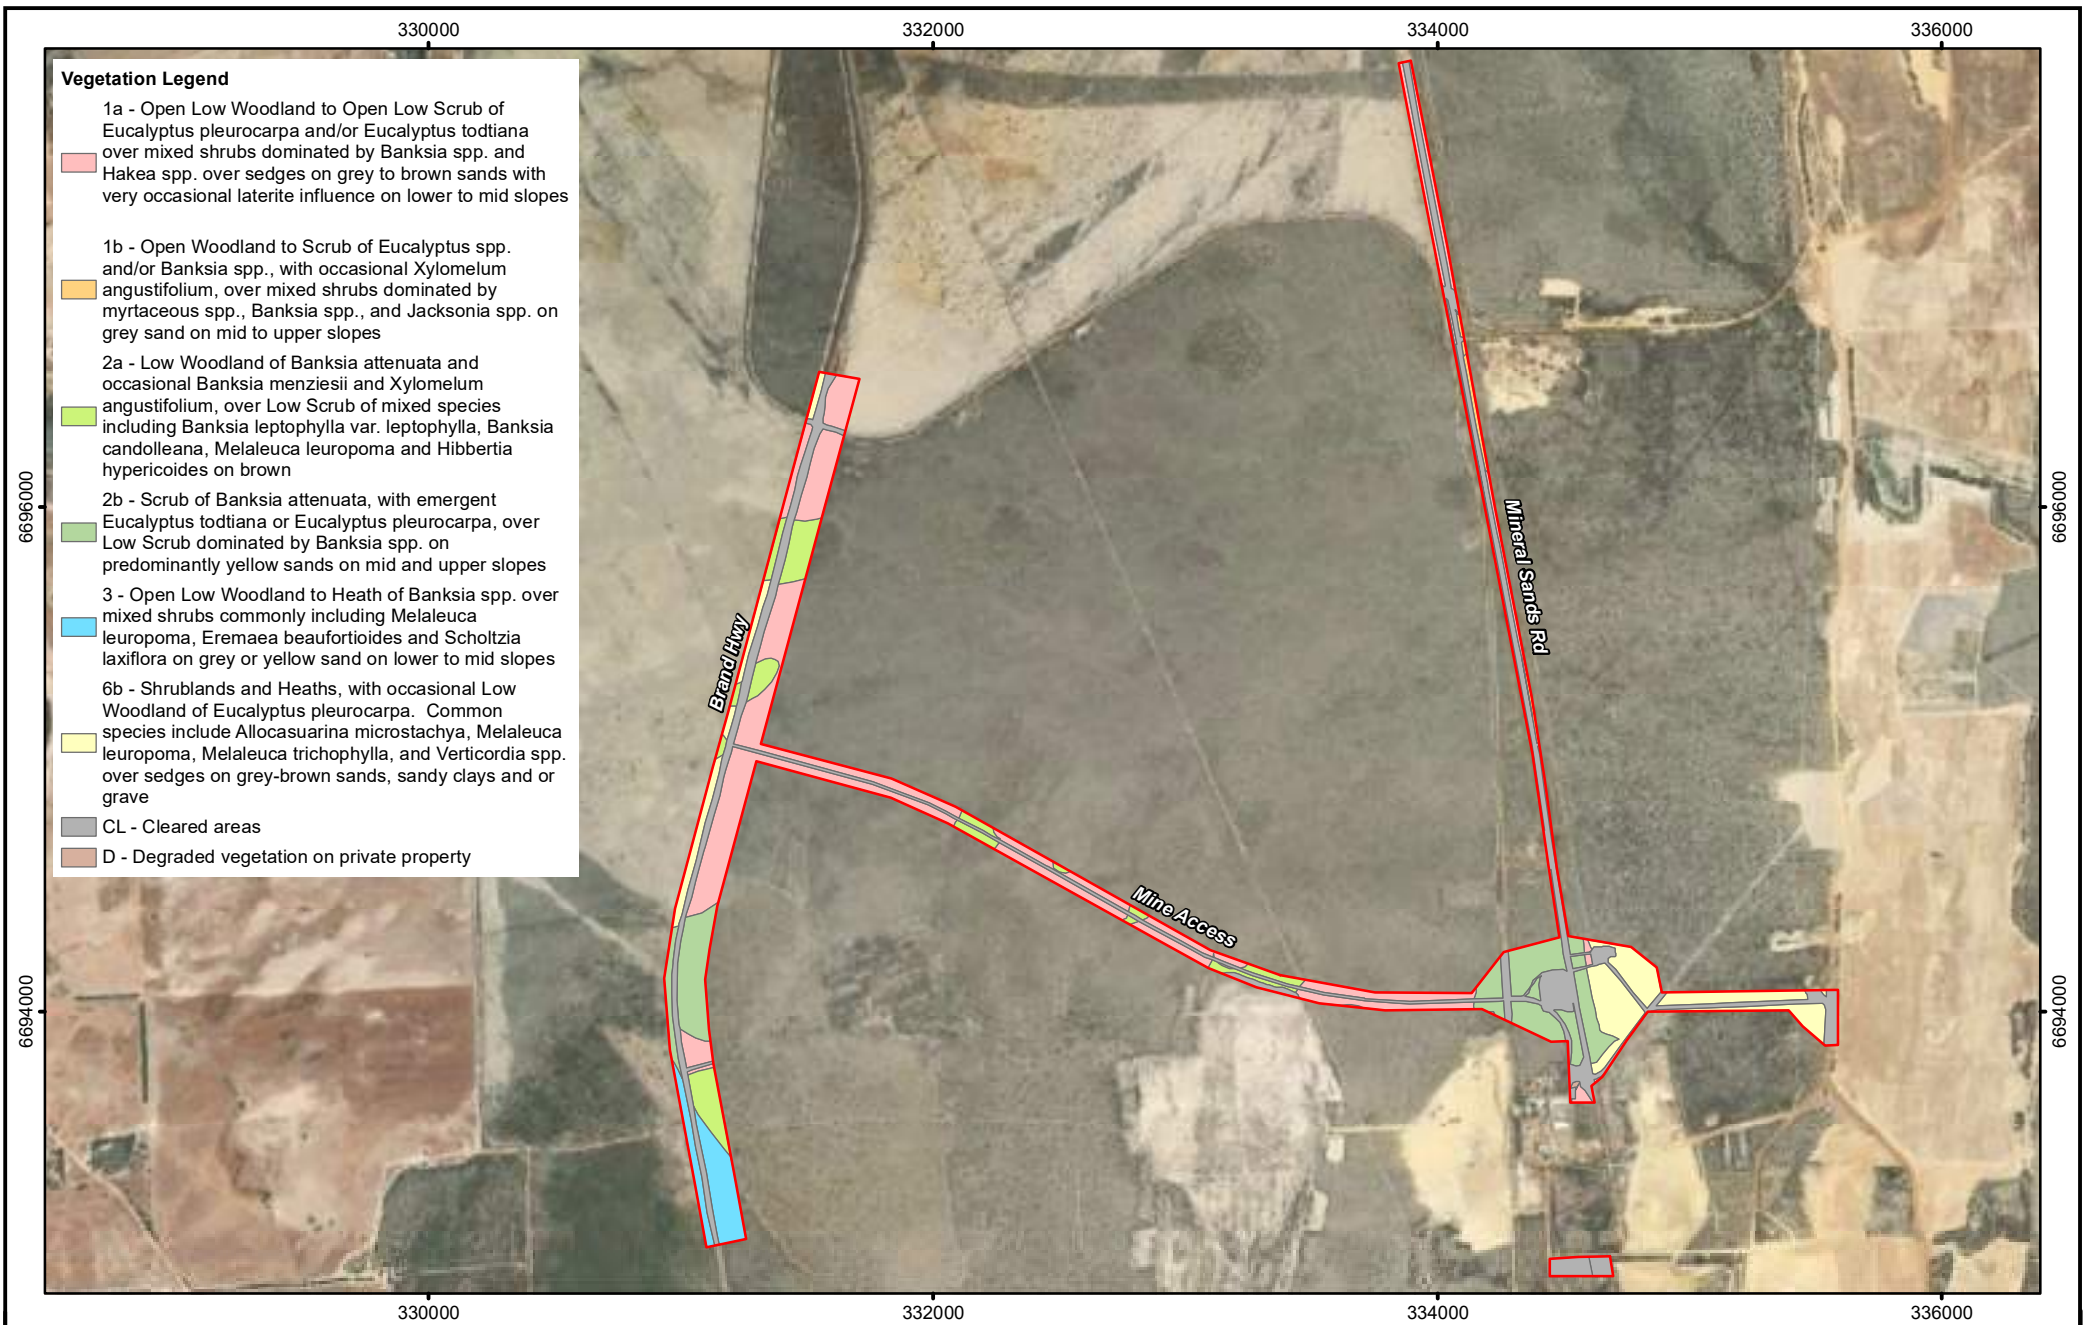 330000
332000
334000
336000
Vegetation Legend
1a - Open Low Woodland to Open Low Scrub of
Eucalyptus pleurocarpa and/or Eucalyptus todtiana
over mixed shrubs dominated by Banksia spp. and
Hakea spp. over sedges on grey to brown sands with
very occasional laterite influence on lower to mid slopes
1b - Open Woodland to Scrub of Eucalyptus spp.
and/or Banksia spp., with occasional Xylomelum
angustifolium, over mixed shrubs dominated by
myrtaceous spp., Banksia spp., and Jacksonia spp. on
grey sand on mid to upper slopes
2a - Low Woodland of Banksia attenuata and
occasional Banksia menziesii and Xylomelum
angustifolium, over Low Scrub of mixed species
including Banksia leptophylla var. leptophylla, Banksia
candolleana, Melaleuca leuropoma and Hibbertia
hypericoides on brown
2b - Scrub of Banksia attenuata, with emergent
Eucalyptus todtiana or Eucalyptus pleurocarpa, over
Low Scrub dominated by Banksia spp. on
predominantly yellow sands on mid and upper slopes
3 - Open Low Woodland to Heath of Banksia spp. over
mixed shrubs commonly including Melaleuca
leuropoma, Eremaea beaufortioides and Scholtzia
laxiflora on grey or yellow sand on lower to mid slopes
6b - Shrublands and Heaths, with occasional Low
Woodland of Eucalyptus pleurocarpa.  Common
species include Allocasuarina microstachya, Melaleuca
leuropoma, Melaleuca trichophylla, and Verticordia spp.
over sedges on grey-brown sands, sandy clays and or
grave
CL - Cleared areas
D - Degraded vegetation on private property
6696000
6696000
Mineral Sands Rd
Brand Hwy
Mine Access
6694000
6694000
330000
332000
334000
336000